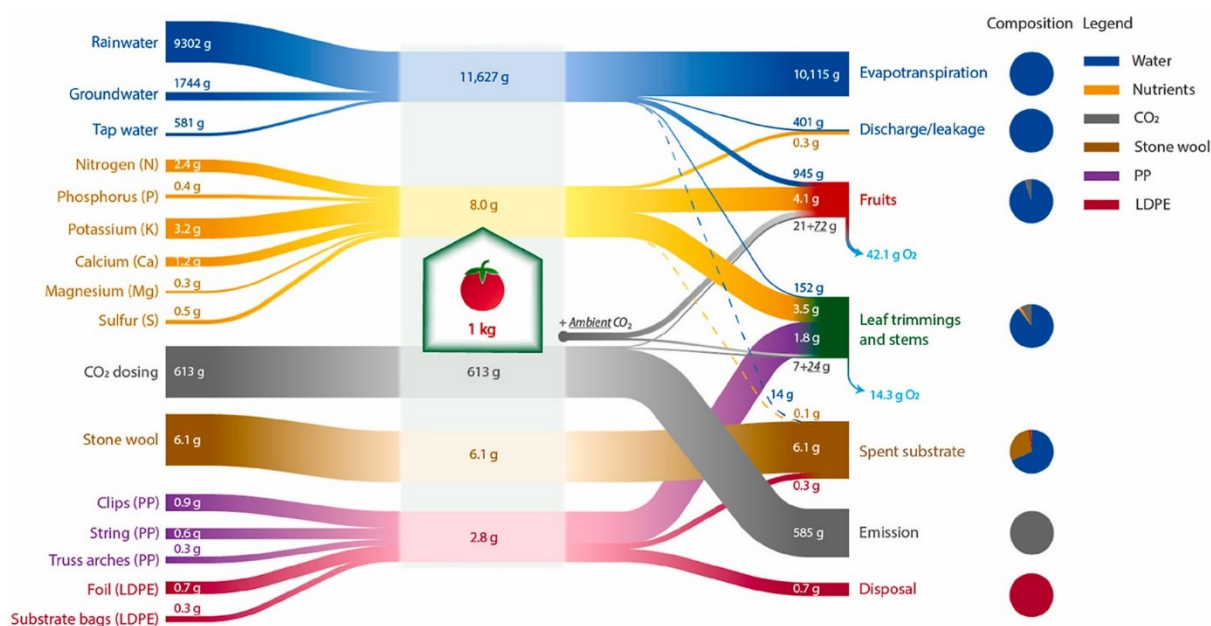 Composition Legend
Rainwater 9302 g
Groundwater 1744 g
Tap water 581 g
11,627 g
10,115 g Evapotranspiration
401 g Discharge/leakage
0.3 g
Nitrogen (N) 2.4 g
Phosphorus (P) 0.4 g
Potassium (K) 3.2 g
Calcium (Ca) 1.2 g
Magnesium (Mg) 0.3 g
Sulfur (S) 0.5 g
8.0 g
1 kg
945 g
4.1 g Fruits
21+72 g
42.1 g O₂
+ Ambient CO₂
152 g
3.5 g Leaf trimmings
1.8 g and stems
7+24 g
14.3 g O₂
CO₂ dosing 613 g
613 g
Stone wool 6.1 g
6.1 g
14 g
0.1 g
6.1 g Spent substrate
0.3 g
Clips (PP) 0.9 g
String (PP) 0.6 g
Truss arches (PP) 0.3 g
Foil (LDPE) 0.7 g
Substrate bags (LDPE) 0.3 g
2.8 g
585 g Emission
0.7 g Disposal
Water
Nutrients
CO₂
Stone wool
PP
LDPE